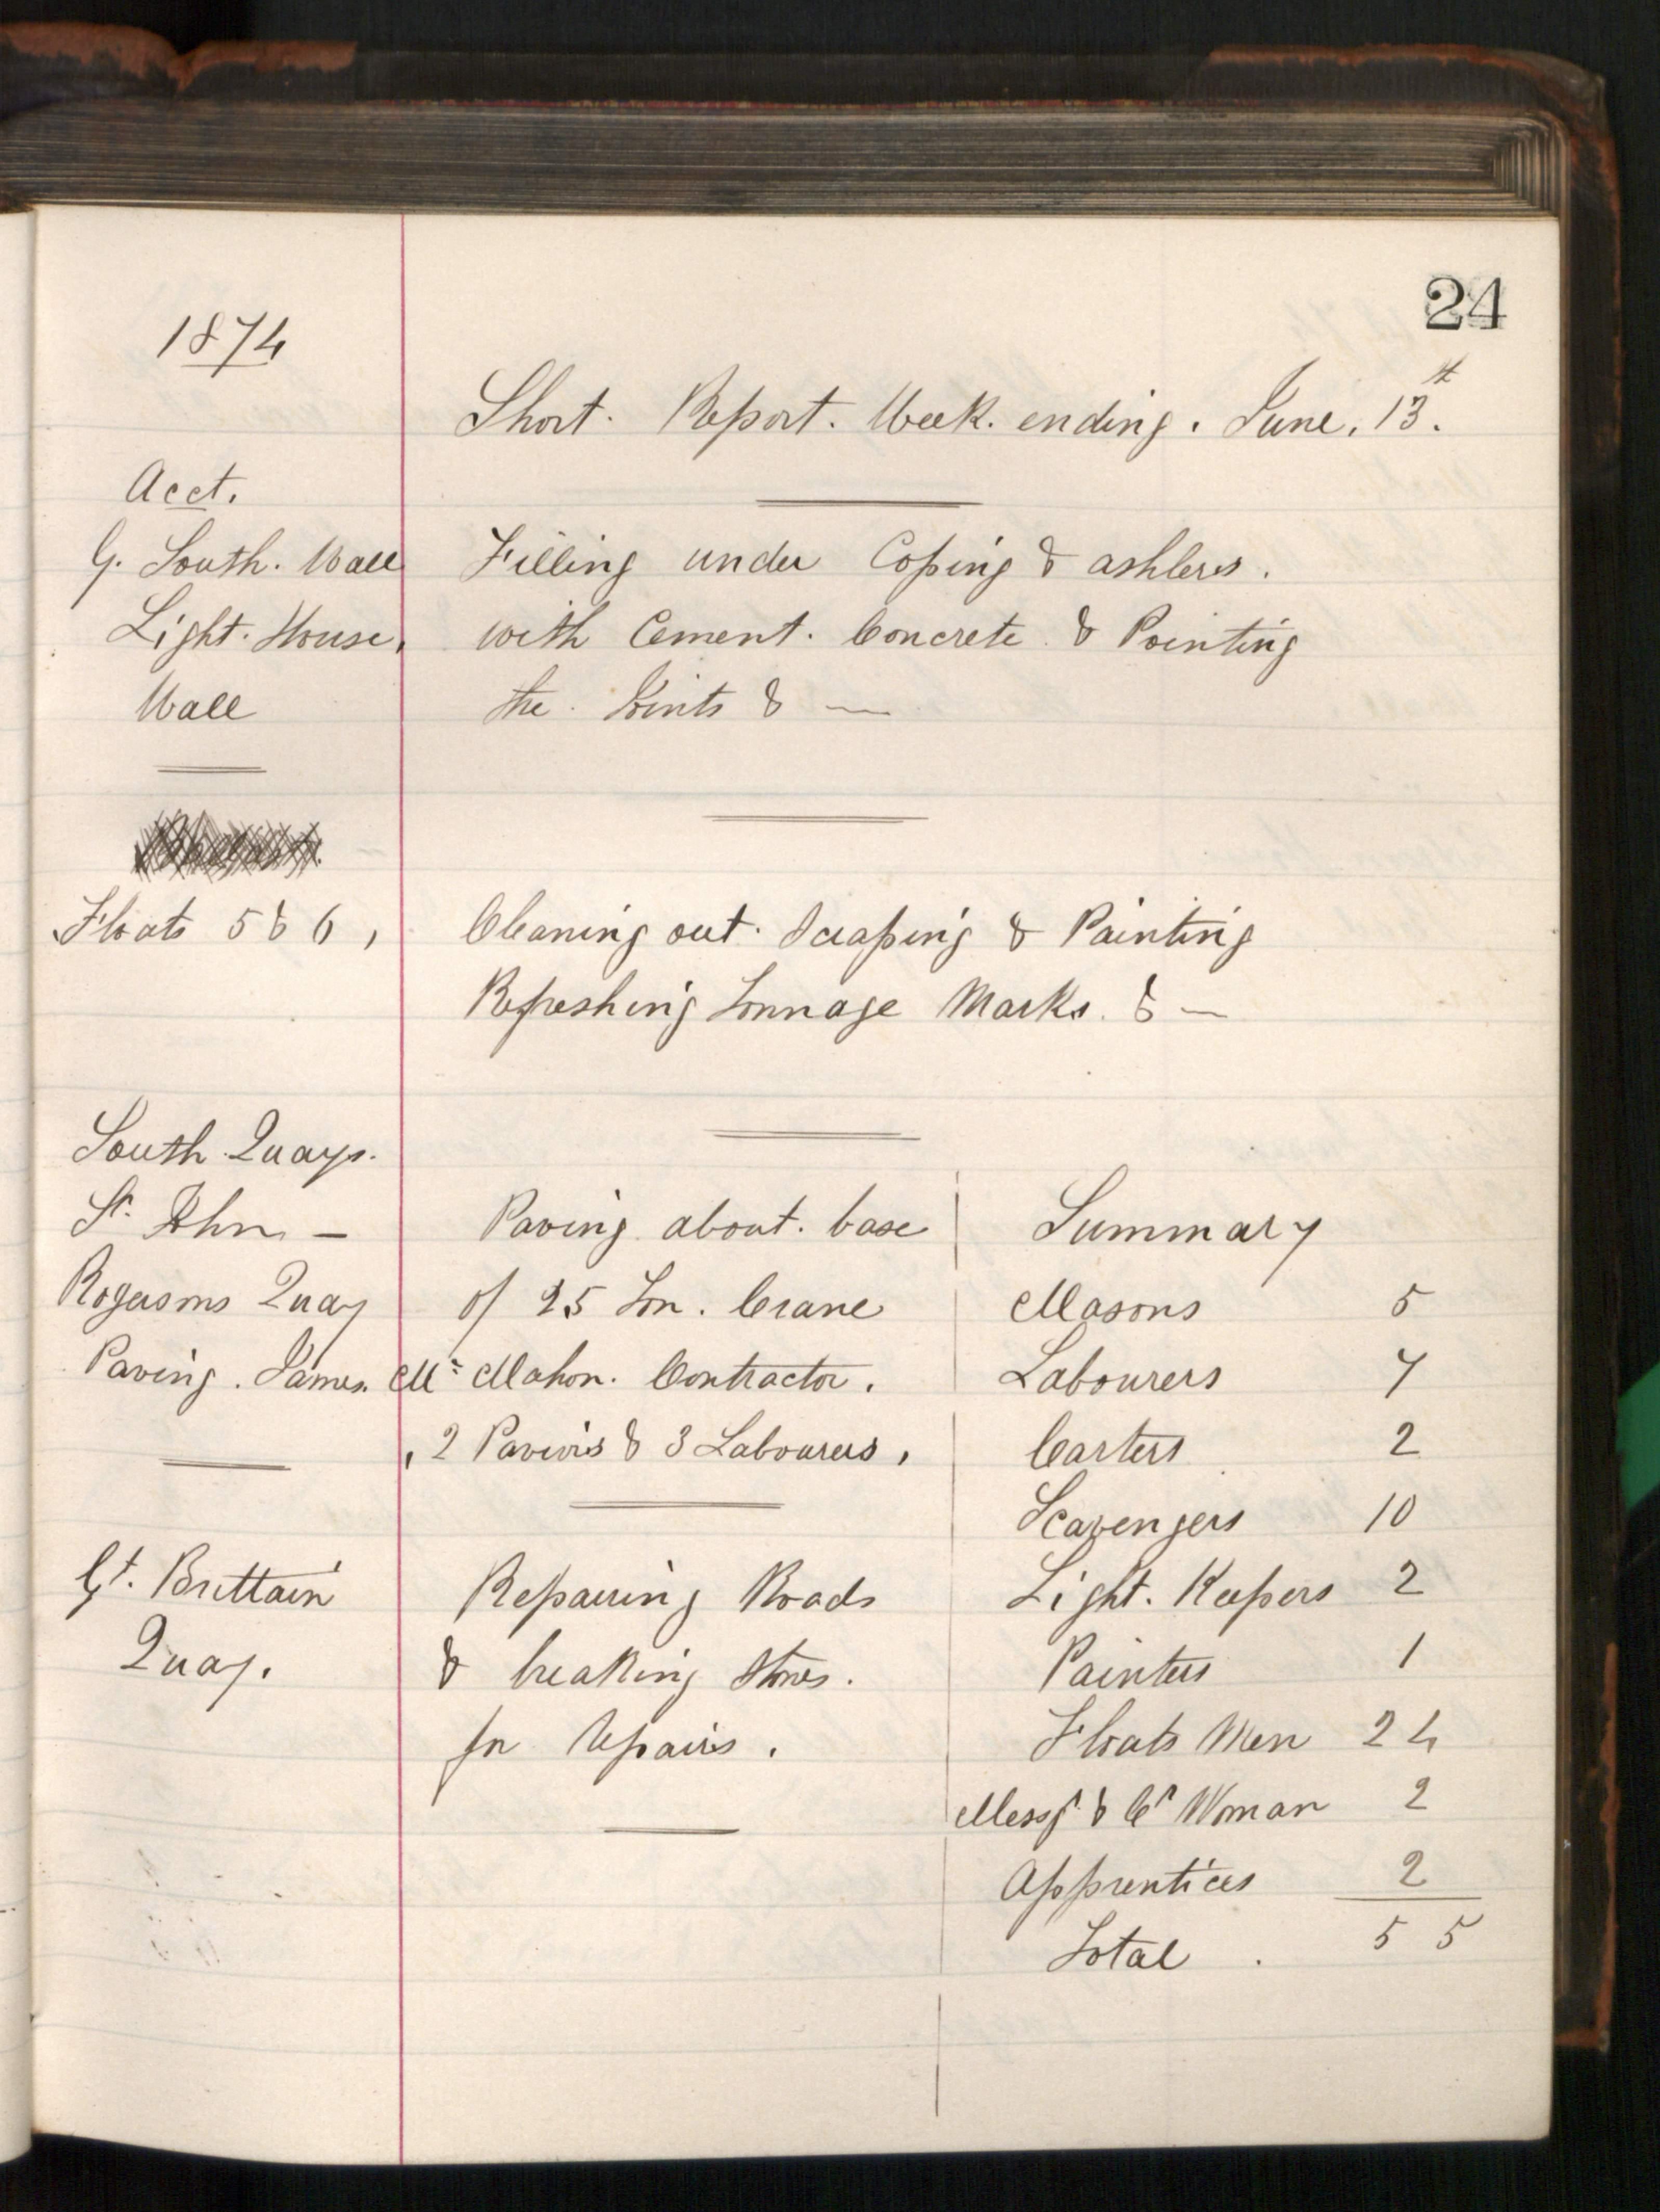 24
1874
Short. Report. Week. ending. June. 13th.
Acct.
G. South. Wall Filling under Coping & ashlers.
Light. House, with Cement. Concrete & Pointing
Wall the. Joints & —
Floats 5 & 6, Cleaning out. Scraping & Painting
Refreshing Tonnage Marks. & —
South Quays.
Sr. John — Paving about. base Summary
Rogersons Quay of 25 Ton. Crane Masons 5
Paving. James. Mc Mahon. Contractor. Labourers 7
, 2 Paviors & 3 Labourers, Carters 2
Scavengers 10
Gt. Brittain Repairing Roads Light. Keepers 2
Quay. & breaking Stones. Painters 1
for Repairs. Floats Men 24
Messr. & Cr Woman 2
Apprentices 2
Total . 55